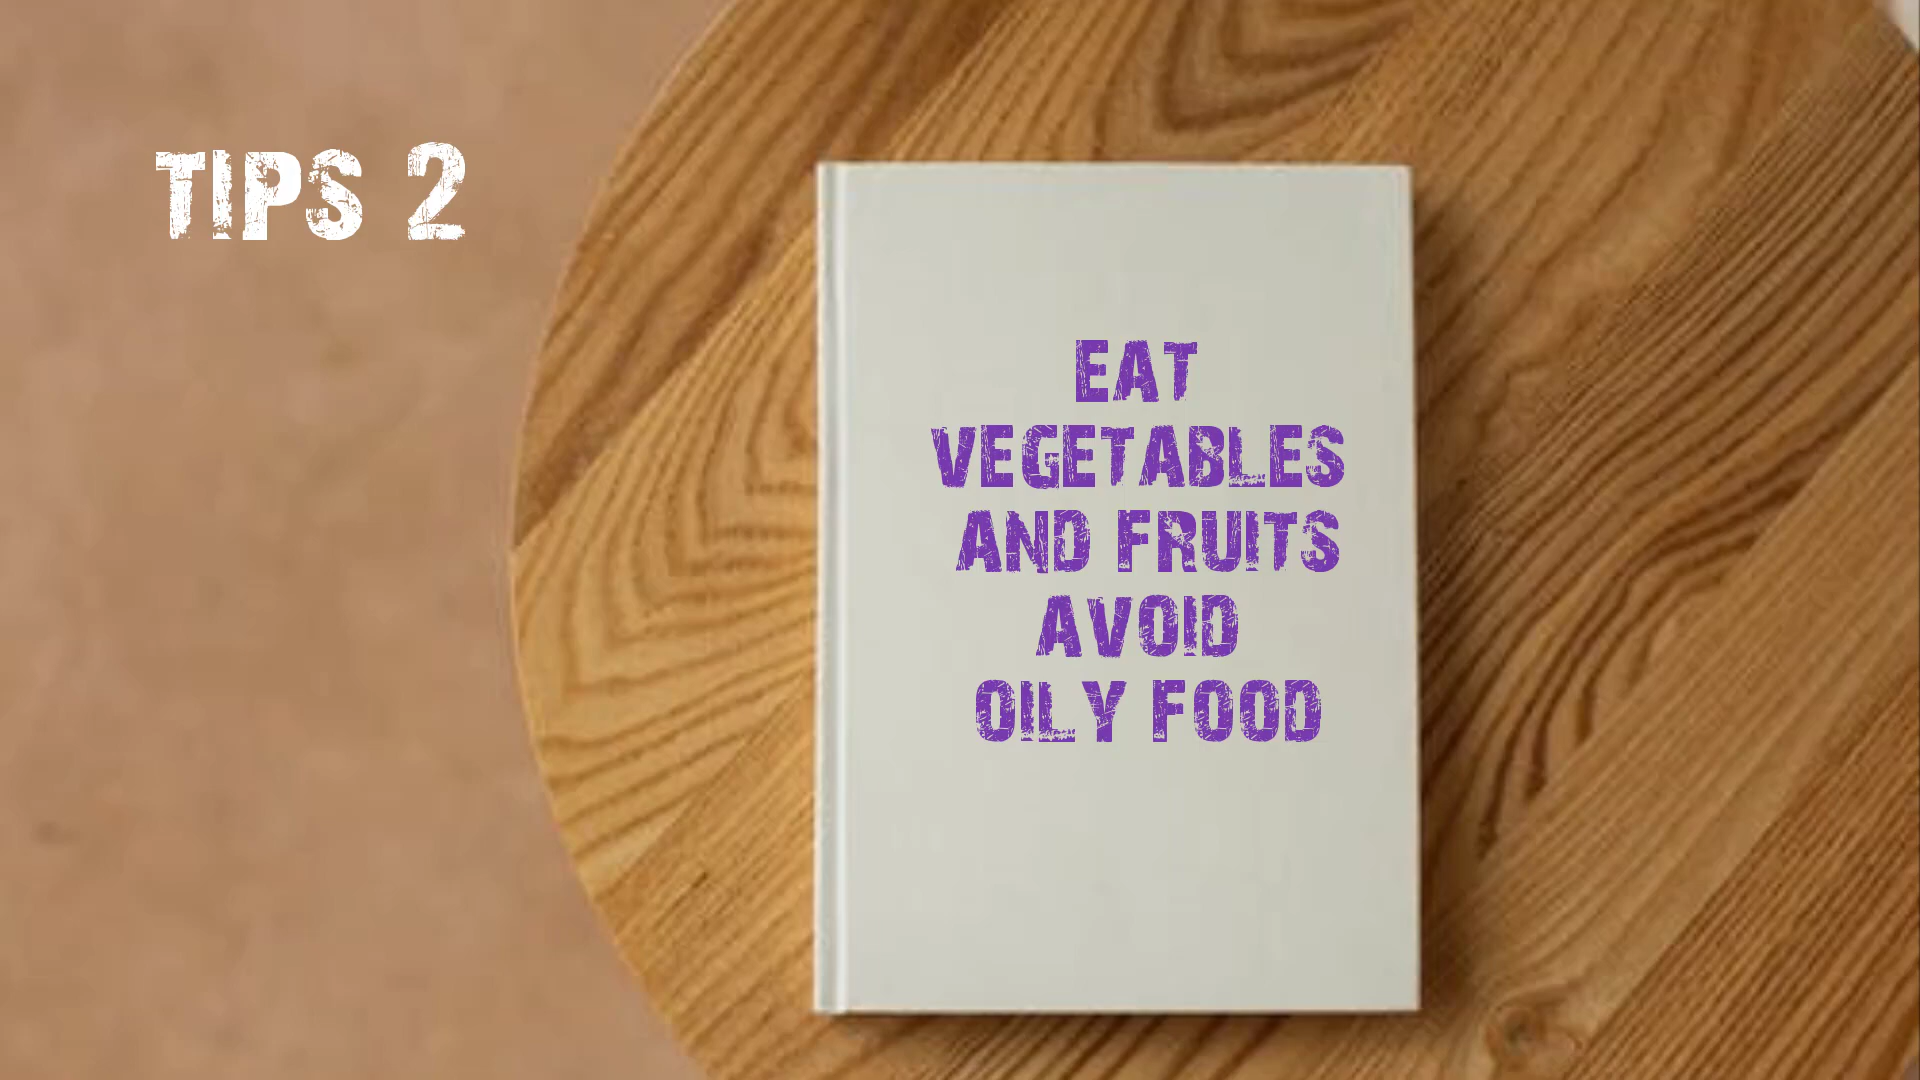 TIPS 2
EAT
VEGETABLES
AND FRUITS
AVOID
OILY FOOD